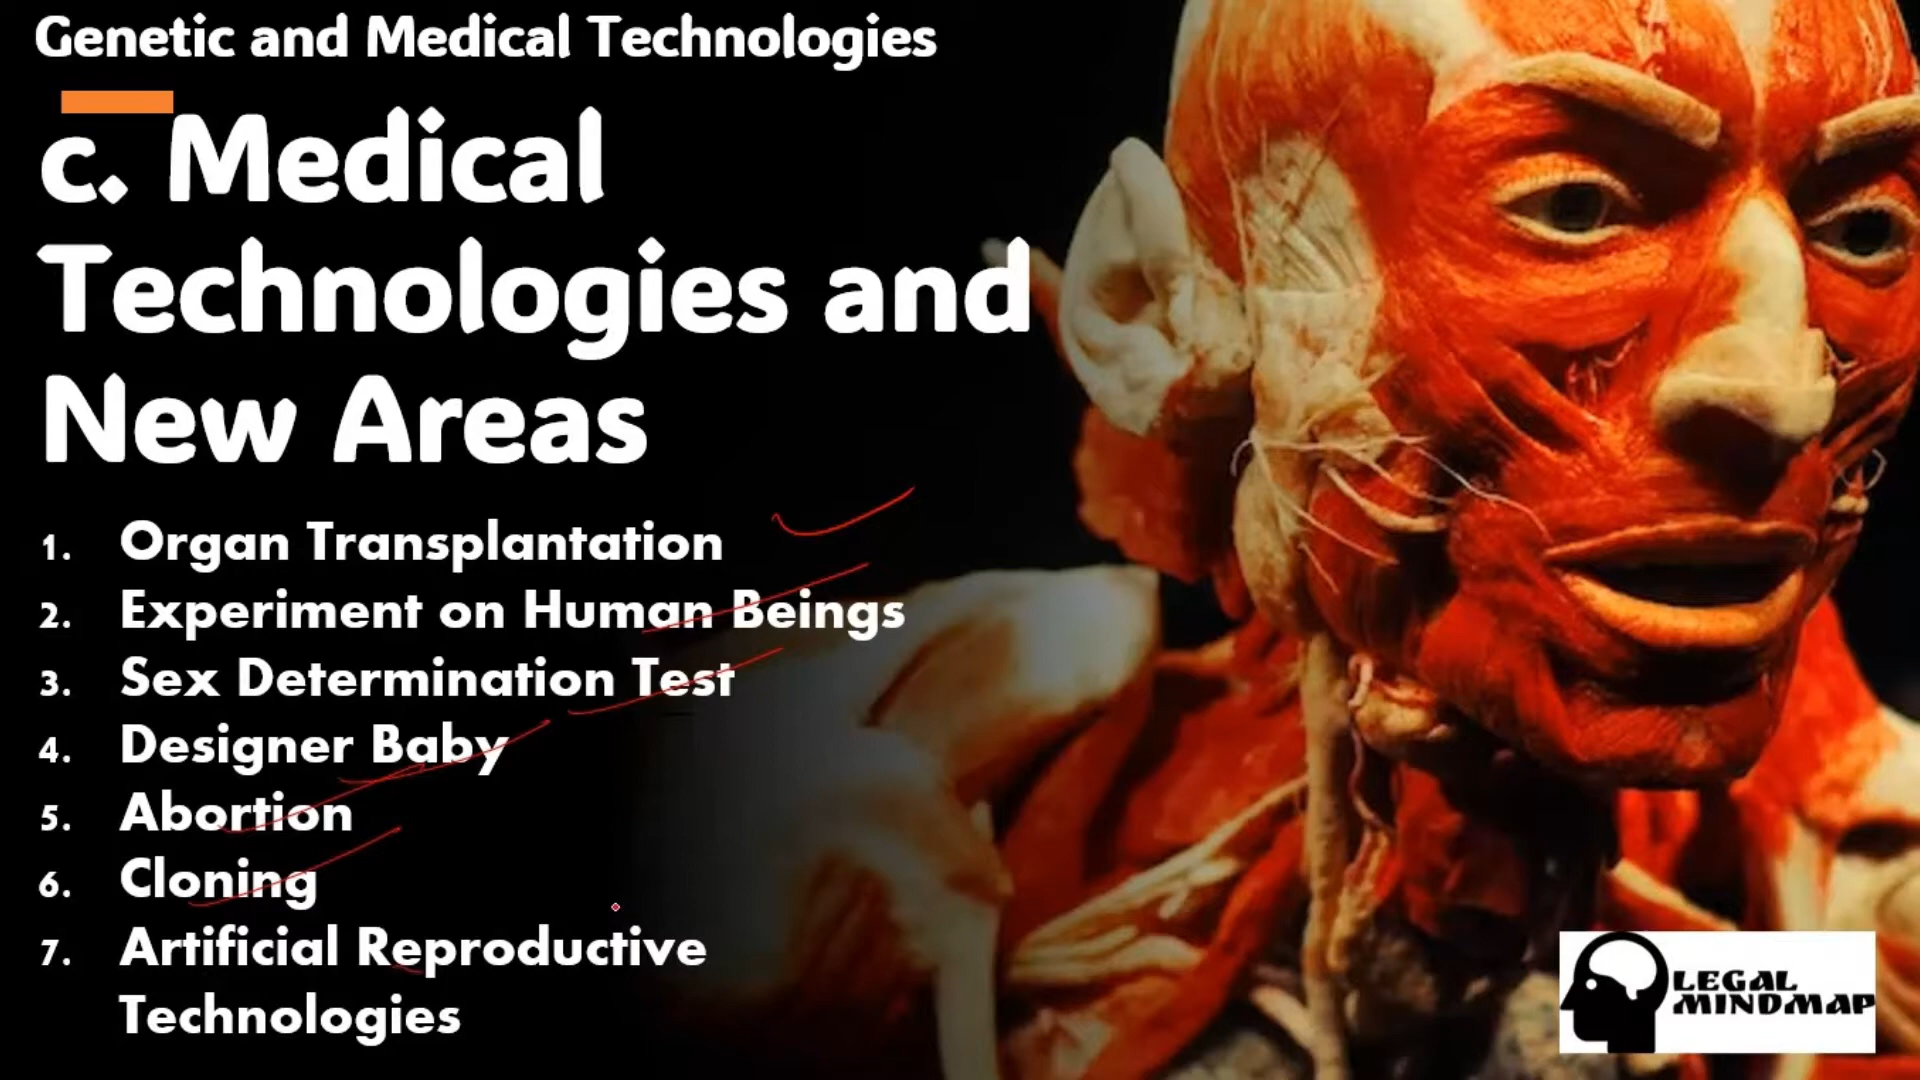 Genetic and Medical Technologies
c. Medical
Technologies and
New Areas
1. Organ Transplantation
2. Experiment on Human Beings
3. Sex Determination Test
4. Designer Baby
5. Abortion
6. Cloning
7. Artificial Reproductive
Technologies
LEGAL
MINDMAP